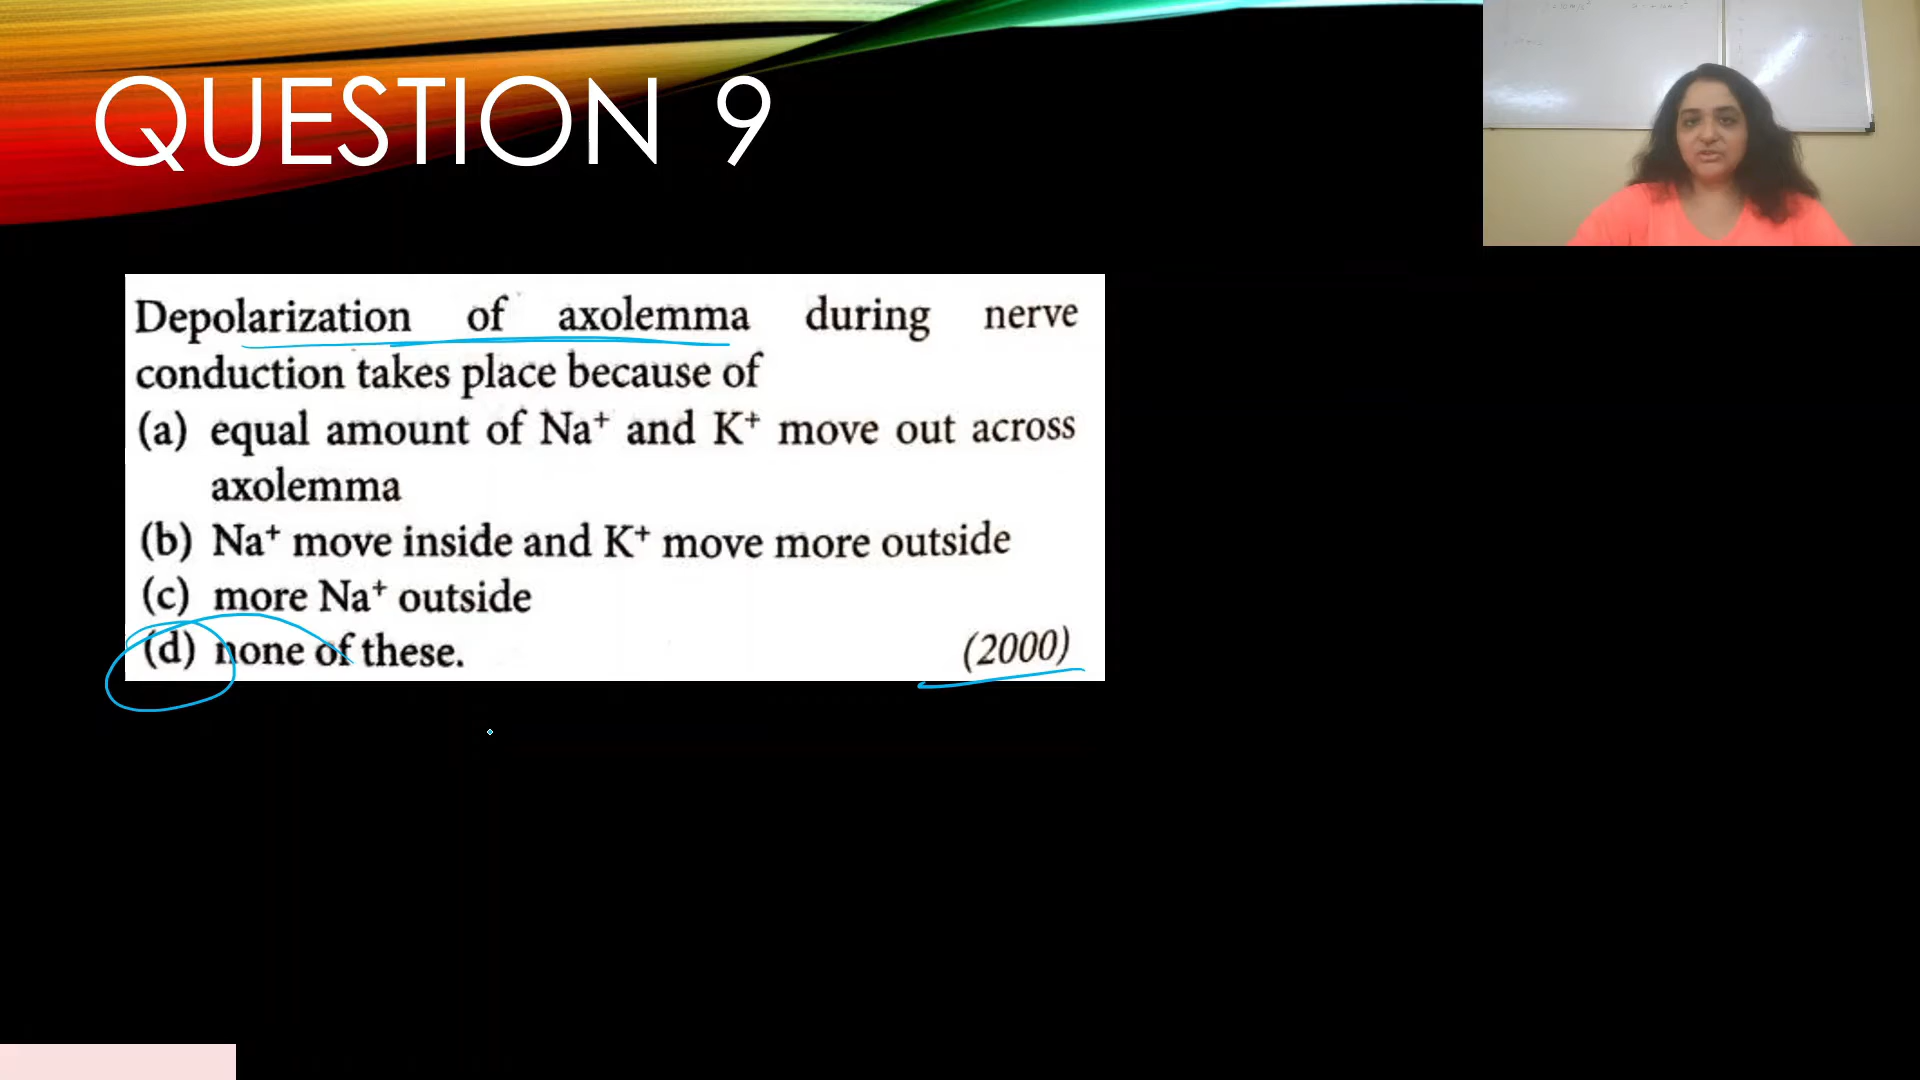 QUESTION 9
Depolarization of axolemma during nerve
conduction takes place because of
(a) equal amount of Na⁺ and K⁺ move out across
axolemma
(b) Na⁺ move inside and K⁺ move more outside
(c) more Na⁺ outside
(d) none of these. (2000)